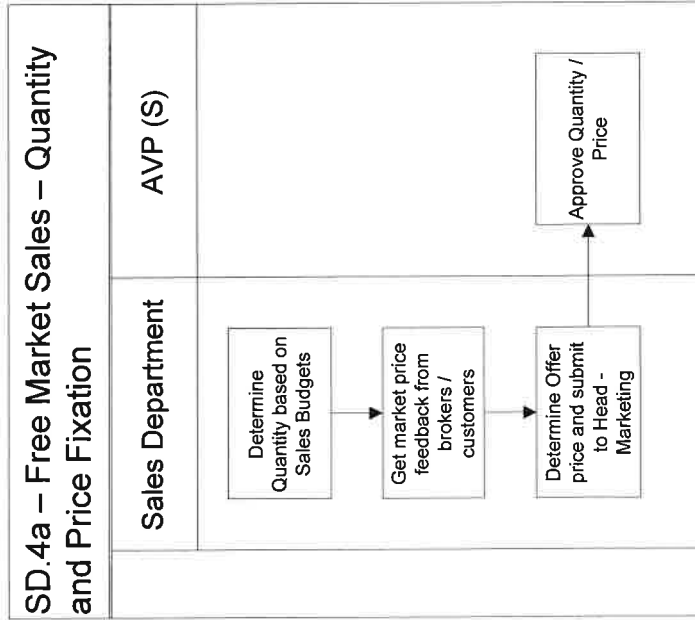 SD.4a – Free Market Sales – Quantity
and Price Fixation
Sales Department
AVP (S)
Determine
Quantity based on
Sales Budgets
Get market price
feedback from
brokers /
customers
Determine Offer
price and submit
to Head -
Marketing
Approve Quantity /
Price